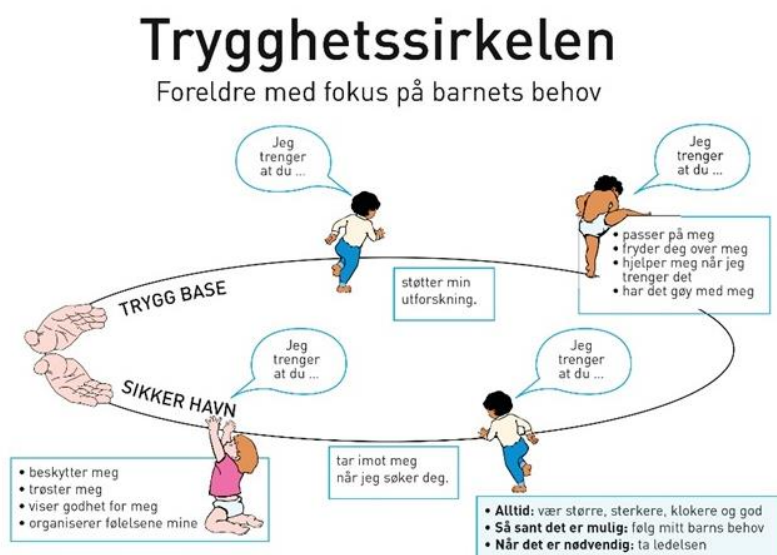 Trygghetssirkelen
Foreldre med fokus på barnets behov
Jeg
trenger
at du ...
Jeg
trenger
at du ...
• passer på meg
• fryder deg over meg
• hjelper meg når jeg
trenger det
• har det gøy med meg
støtter min
utforskning.
TRYGG BASE
SIKKER HAVN
Jeg
trenger
at du ...
Jeg
trenger
at du ...
• beskytter meg
• trøster meg
• viser godhet for meg
• organiserer følelsene mine
tar imot meg
når jeg søker deg.
• Alltid: vær større, sterkere, klokere og god
• Så sant det er mulig: følg mitt barns behov
• Når det er nødvendig: ta ledelsen